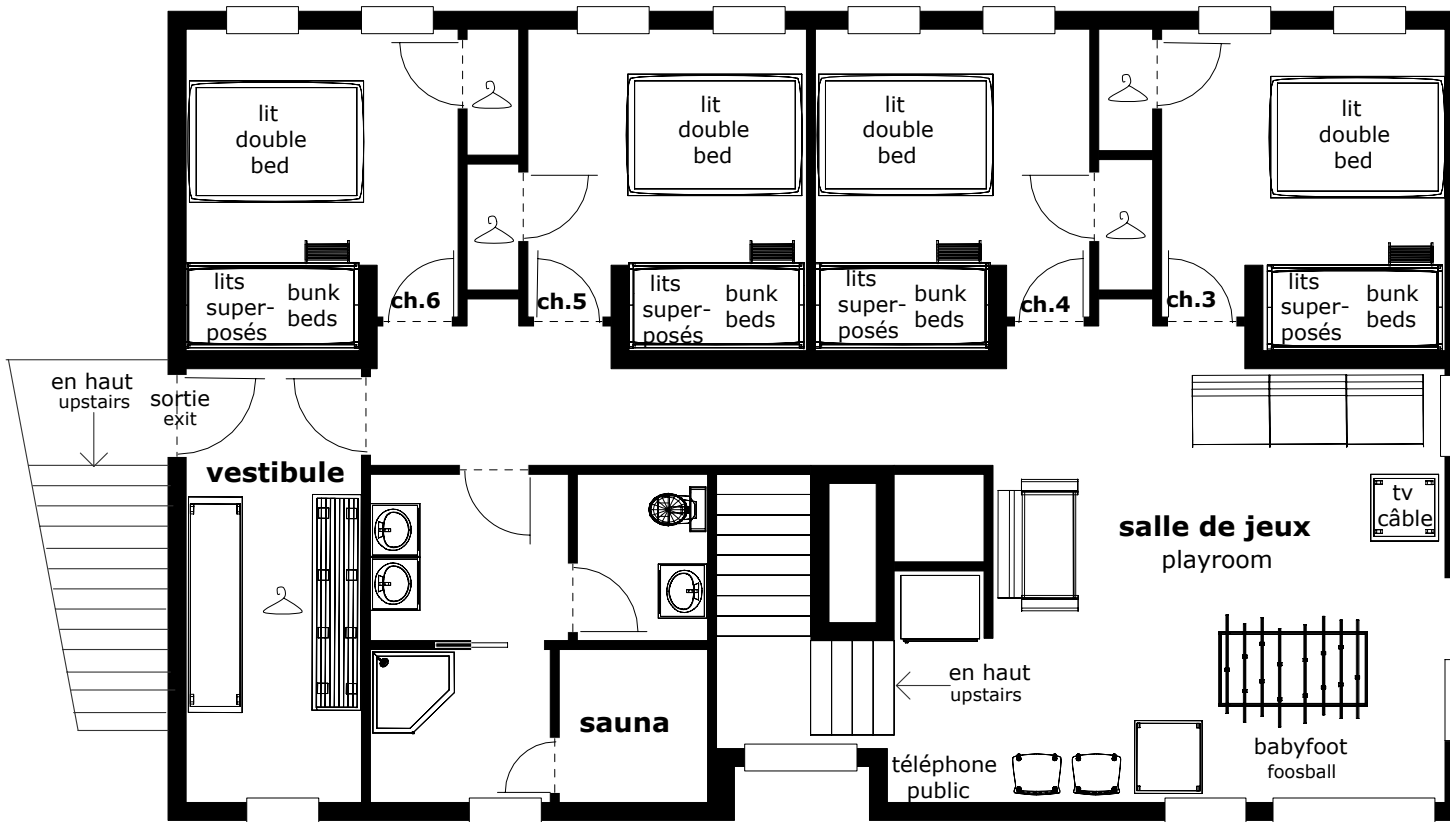 lit
double
bed
lit
double
bed
lit
double
bed
lit
double
bed
lits
super-
posés
bunk
beds
ch.6
ch.5
lits
super-
posés
bunk
beds
lits
super-
posés
bunk
beds
ch.4
ch.3
lits
super-
posés
bunk
beds
en haut
upstairs
sortie
exit
vestibule
tv
câble
salle de jeux
playroom
en haut
upstairs
sauna
téléphone
public
babyfoot
foosball